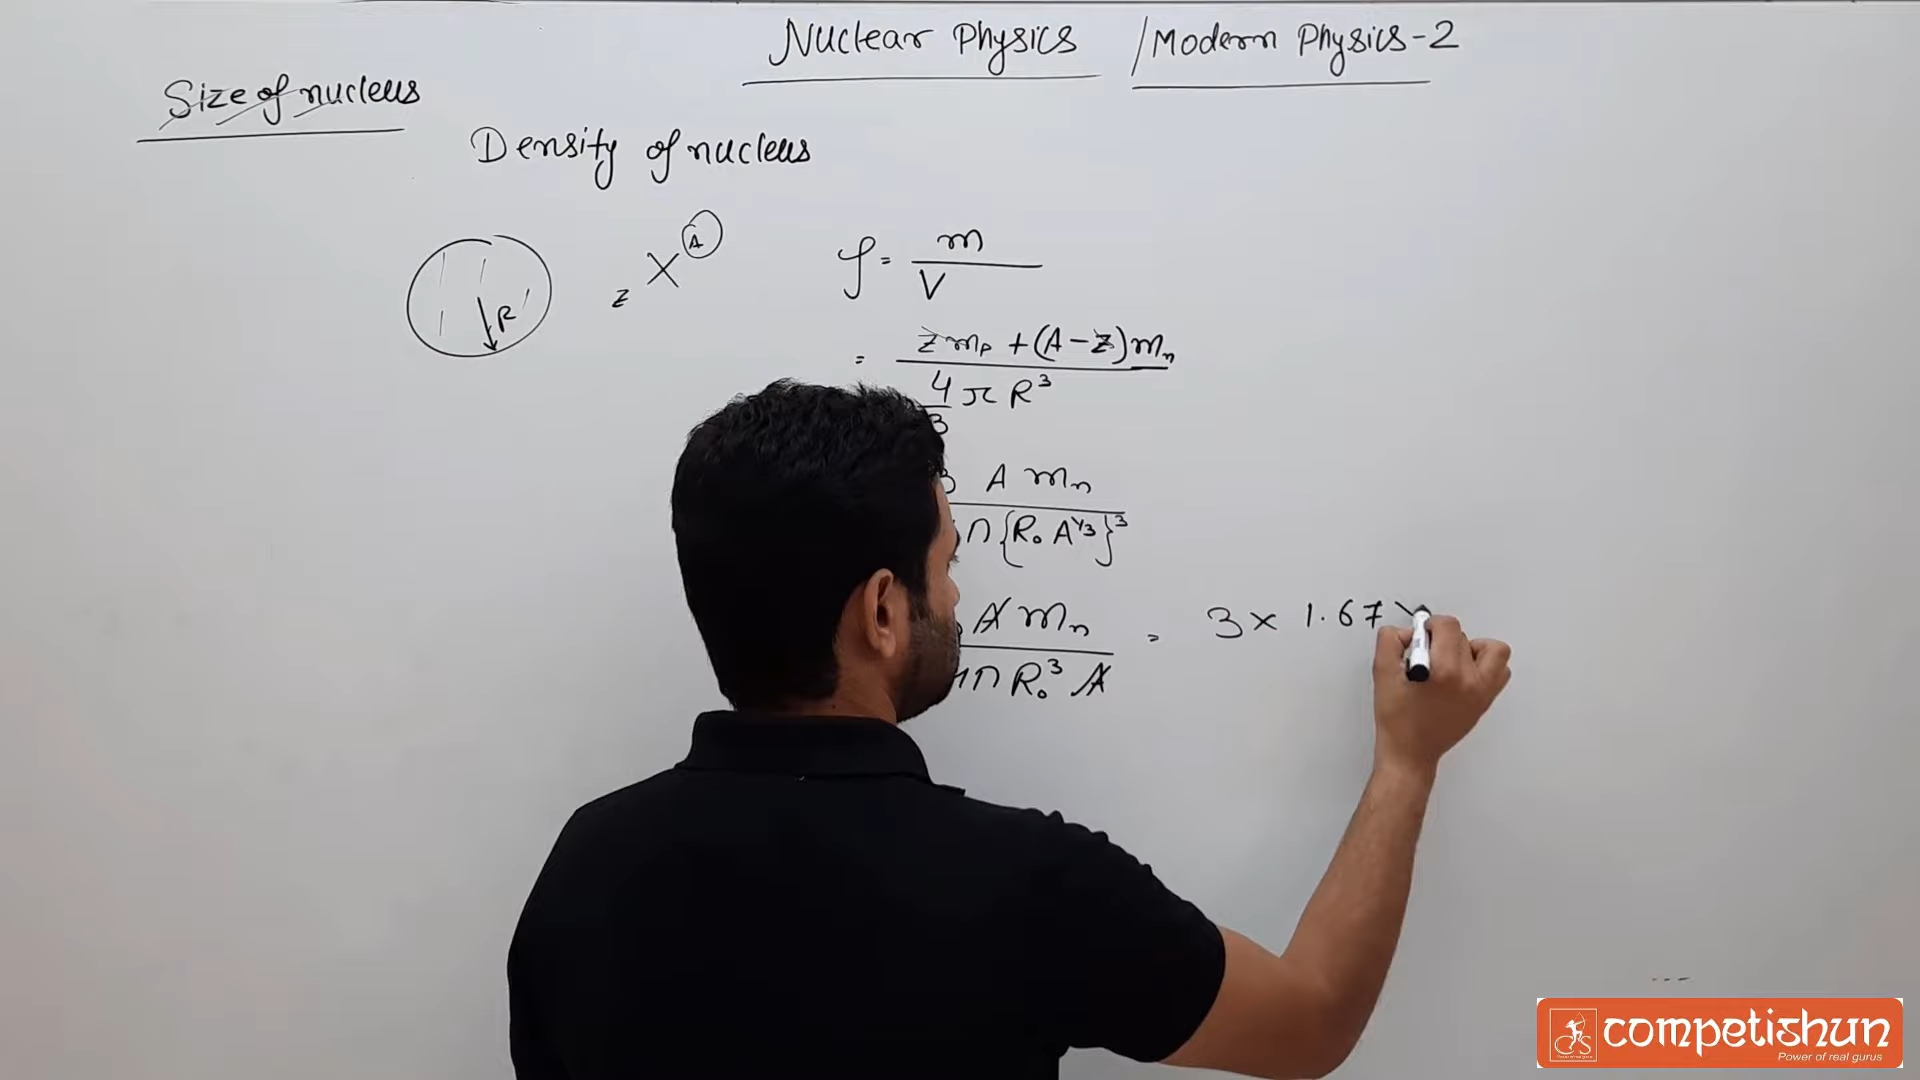 Nuclear Physics /Modern Physics-2
Size of nucleus
Density of nucleus
R
z X A
ρ = m / V
= z mp + (A - z) mn / 4/3 π R³
3 A mn / π {R₀ A^1/3}³
A mn / π R₀³ A = 3 × 1.67 ×
competishun
Power of real gurus